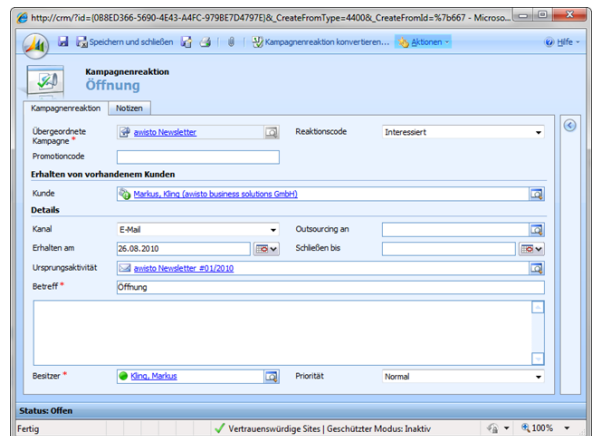 http://crm/?id={0B8ED366-5690-4E43-A4FC-979BE7D4797E}&_CreateFromType=4400&_CreateFromId=%7b667 - Microso...
Speichern und schließen Kampagnenreaktion konvertieren... Aktionen Hilfe
Kampagnenreaktion
Öffnung
Kampagnenreaktion Notizen
Übergeordnete Kampagne * awisto Newsletter Reaktionscode Interessiert
Promotioncode
Erhalten von vorhandenem Kunden
Kunde Markus, Kling (awisto business solutions GmbH)
Details
Kanal E-Mail Outsourcing an
Erhalten am 26.08.2010 Schließen bis
Ursprungsaktivität awisto Newsletter #01/2010
Betreff * Öffnung
Besitzer * Kling, Markus Priorität Normal
Status: Offen
Fertig Vertrauenswürdige Sites | Geschützter Modus: Inaktiv 100%